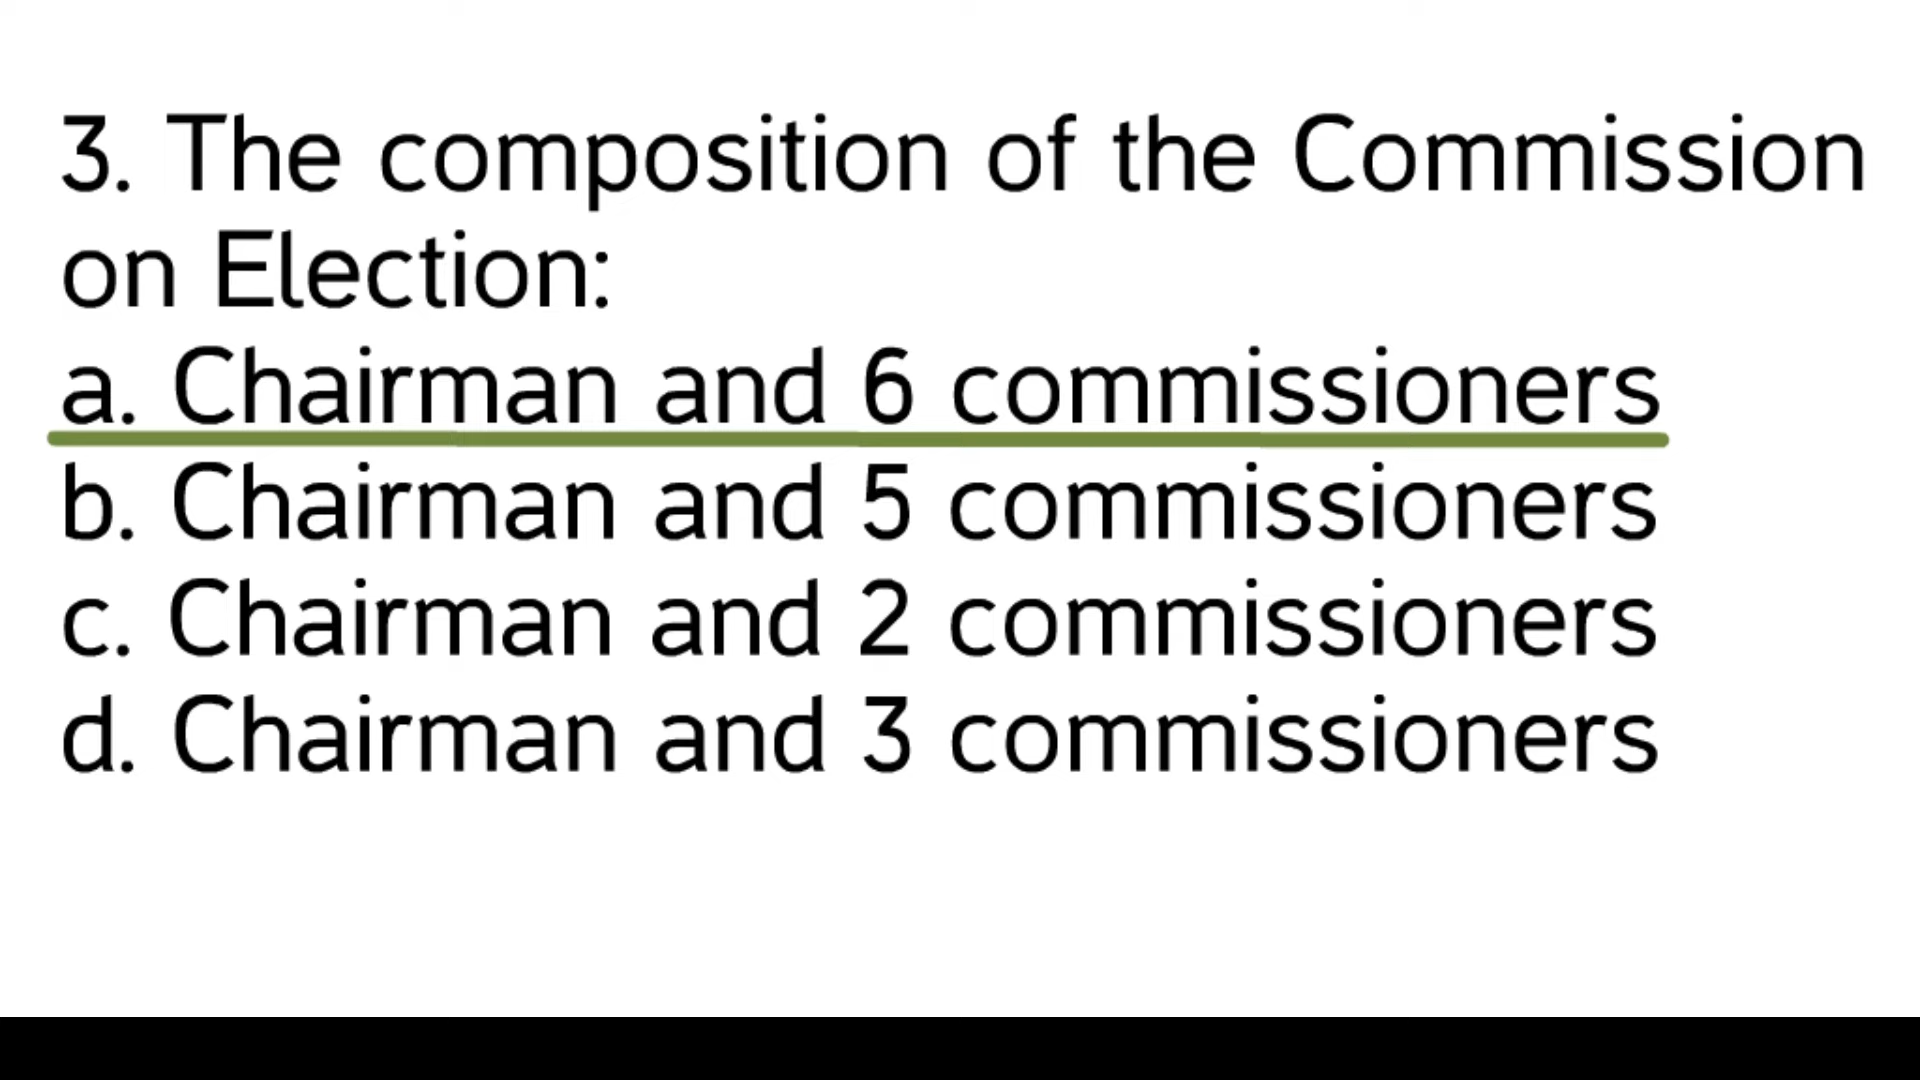 3. The composition of the Commission
on Election:
a. Chairman and 6 commissioners
b. Chairman and 5 commissioners
c. Chairman and 2 commissioners
d. Chairman and 3 commissioners